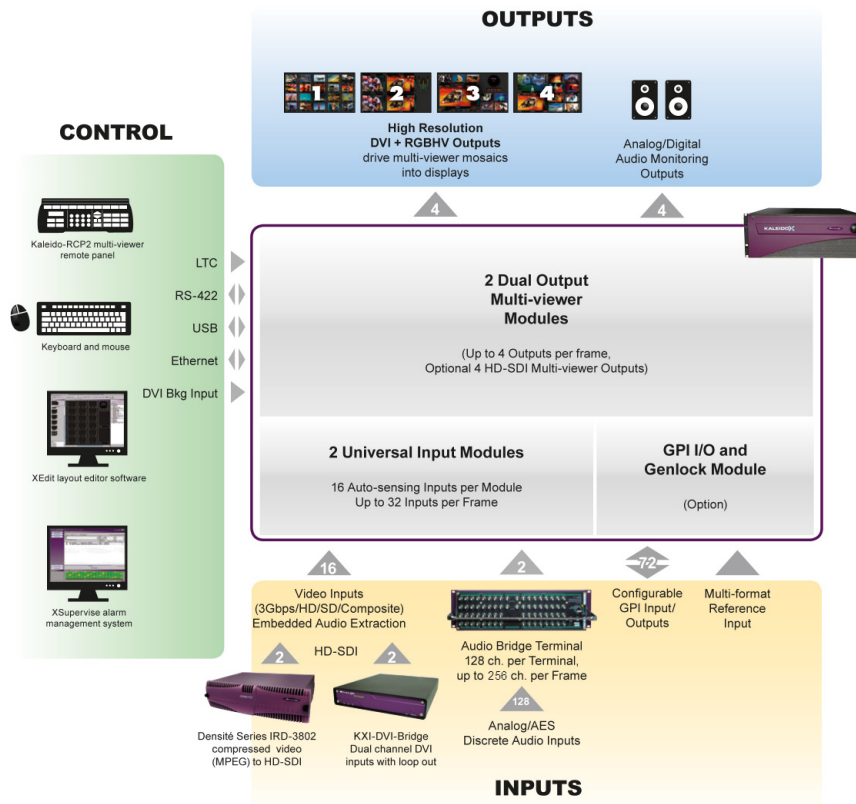 OUTPUTS
1
2
3
4
High Resolution
DVI + RGBHV Outputs
drive multi-viewer mosaics
into displays
Analog/Digital
Audio Monitoring
Outputs
4
4
CONTROL
Kaleido-RCP2 multi-viewer
remote panel
Keyboard and mouse
XEdit layout editor software
XSupervise alarm
management system
LTC
RS-422
USB
Ethernet
DVI Bkg Input
KALEIDOX
2 Dual Output
Multi-viewer
Modules
(Up to 4 Outputs per frame,
Optional 4 HD-SDI Multi-viewer Outputs)
2 Universal Input Modules
16 Auto-sensing Inputs per Module
Up to 32 Inputs per Frame
GPI I/O and
Genlock Module
(Option)
16
2
72
Video Inputs
(3Gbps/HD/SD/Composite)
Embedded Audio Extraction
HD-SDI
2
2
Densité Series IRD-3802
compressed video
(MPEG) to HD-SDI
KXI-DVI-Bridge
Dual channel DVI
inputs with loop out
Audio Bridge Terminal
128 ch. per Terminal,
up to 256 ch. per Frame
128
Analog/AES
Discrete Audio Inputs
Configurable
GPI Input/
Outputs
Multi-format
Reference
Input
INPUTS